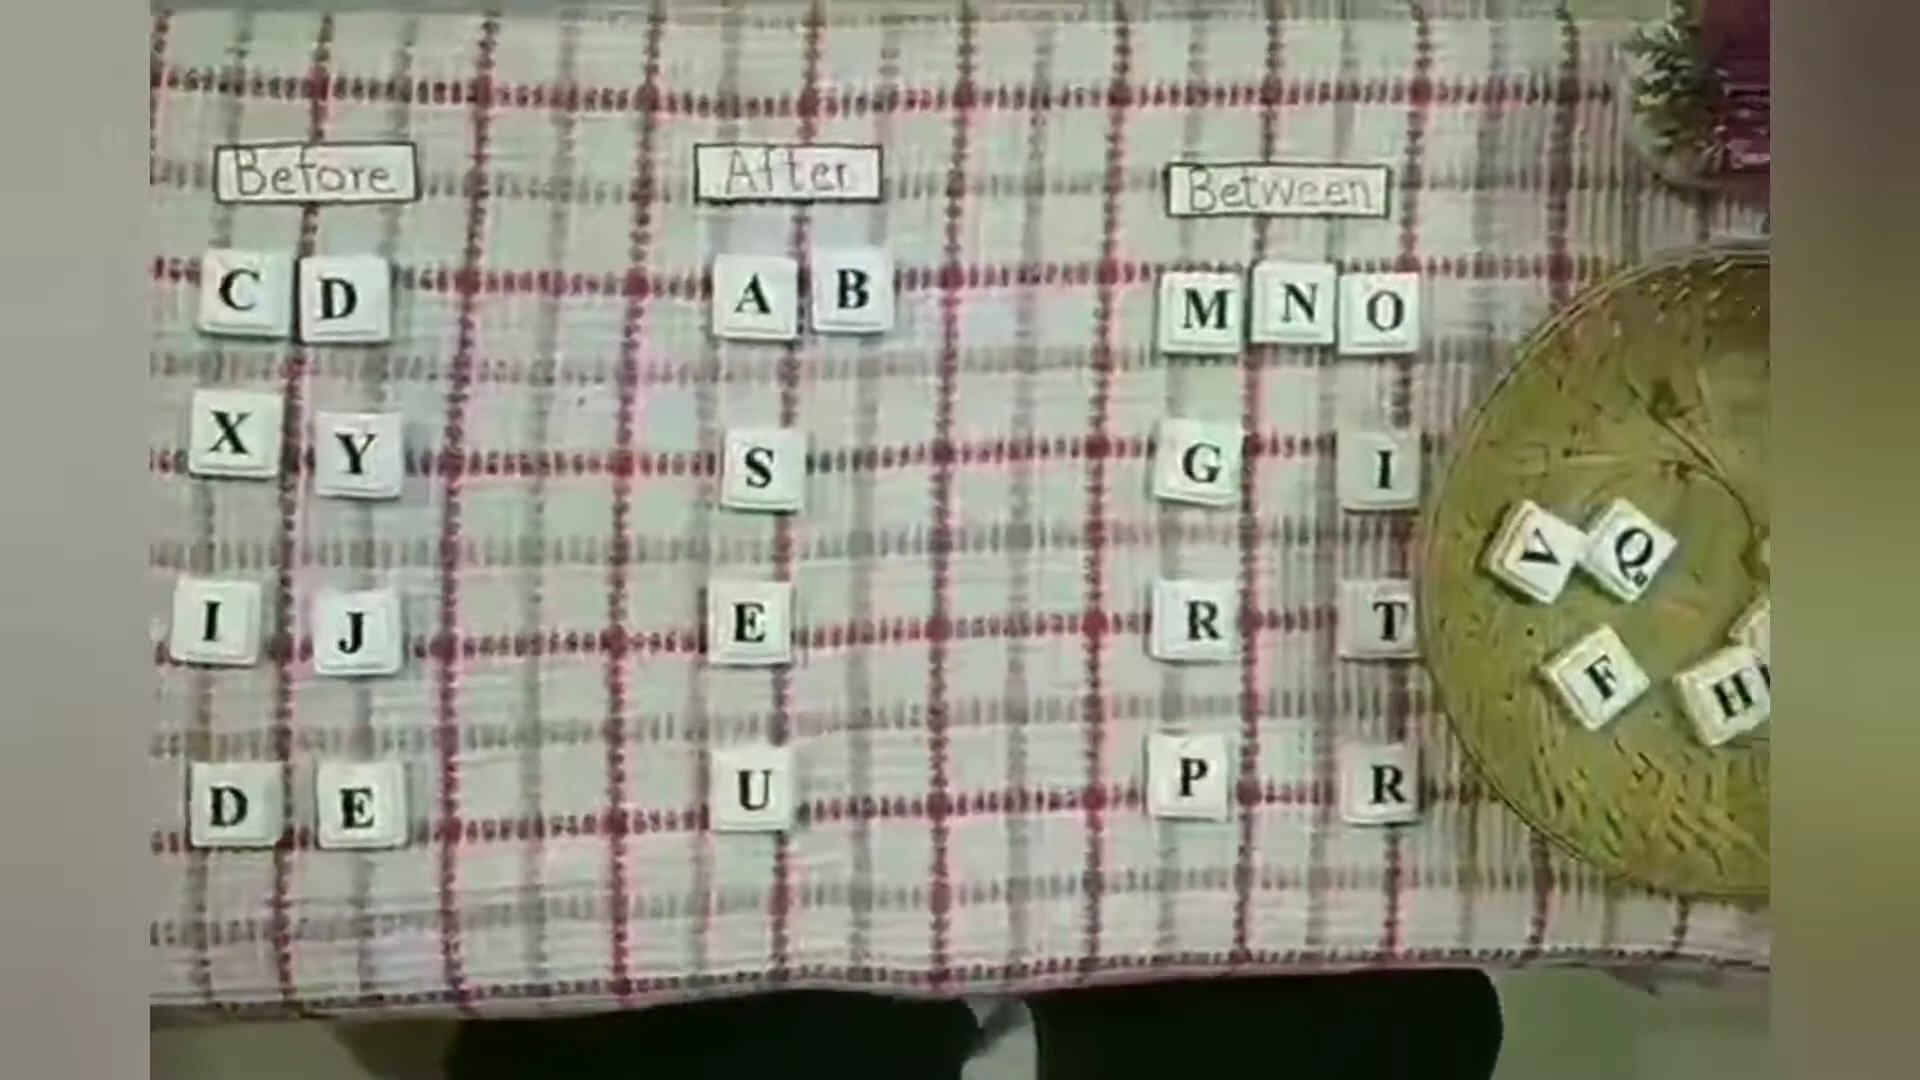 Before After Between
C D A B M N O
X Y S G I
I J E R T
D E U P R
V Q
F H